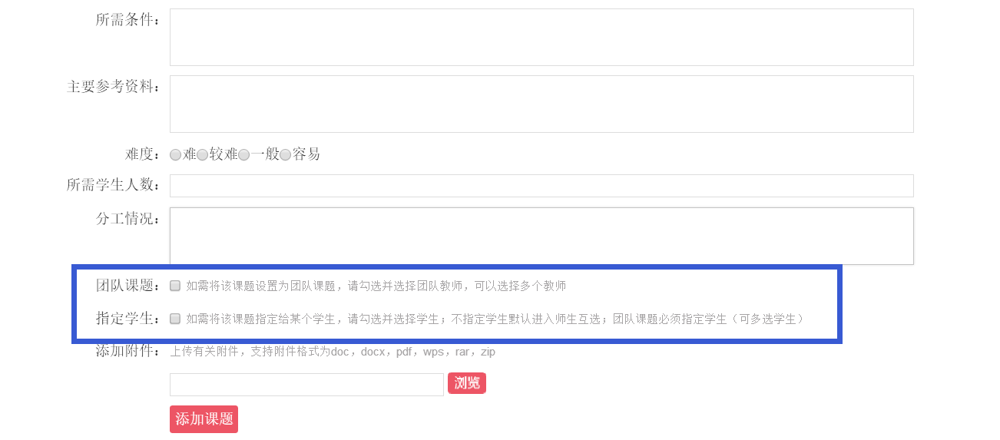 所需条件：
主要参考资料：
难度：难较难一般容易
所需学生人数：
分工情况：
团队课题：如需将该课题设置为团队课题，请勾选并选择团队教师，可以选择多个教师
指定学生：如需将该课题指定给某个学生，请勾选并选择学生；不指定学生默认进入师生互选；团队课题必须指定学生（可多选学生）
添加附件：上传有关附件，支持附件格式为doc，docx，pdf，wps，rar，zip
浏览
添加课题